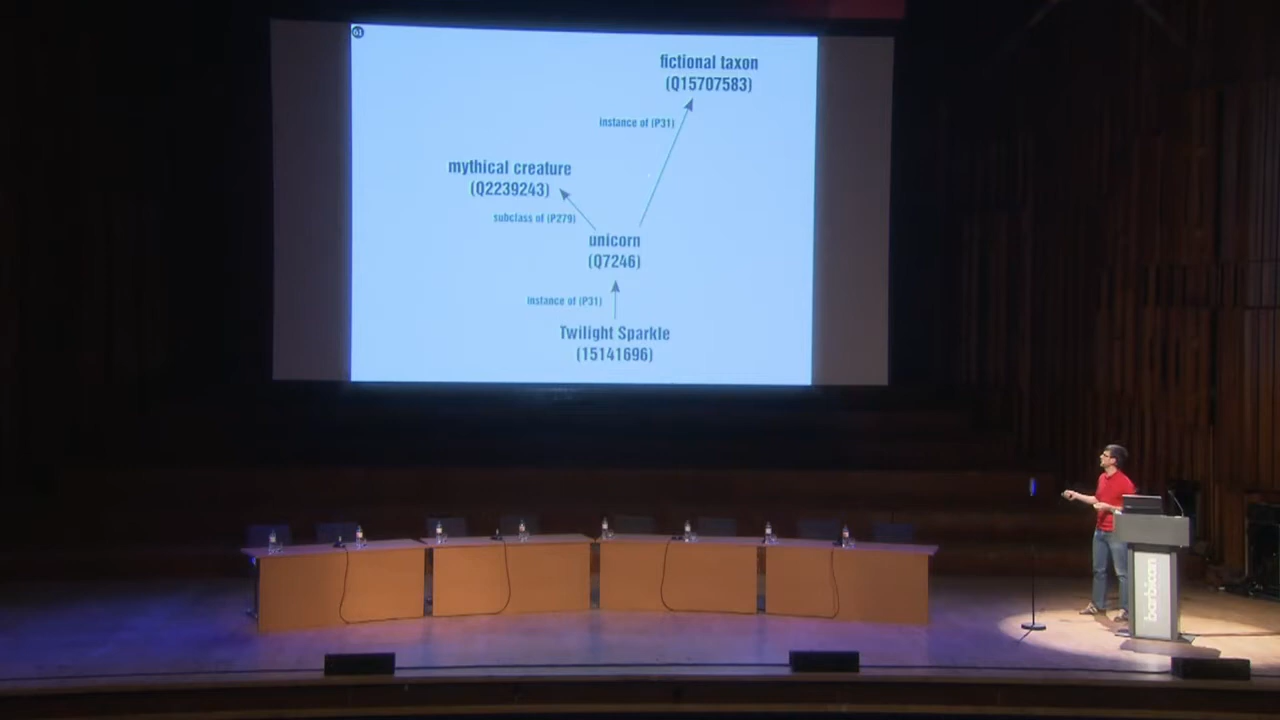 61
fictional taxon
(Q15707583)
instance of (P31)
mythical creature
(Q2239243)
subclass of (P279)
unicorn
(Q7246)
instance of (P31)
Twilight Sparkle
(15141696)
barbican